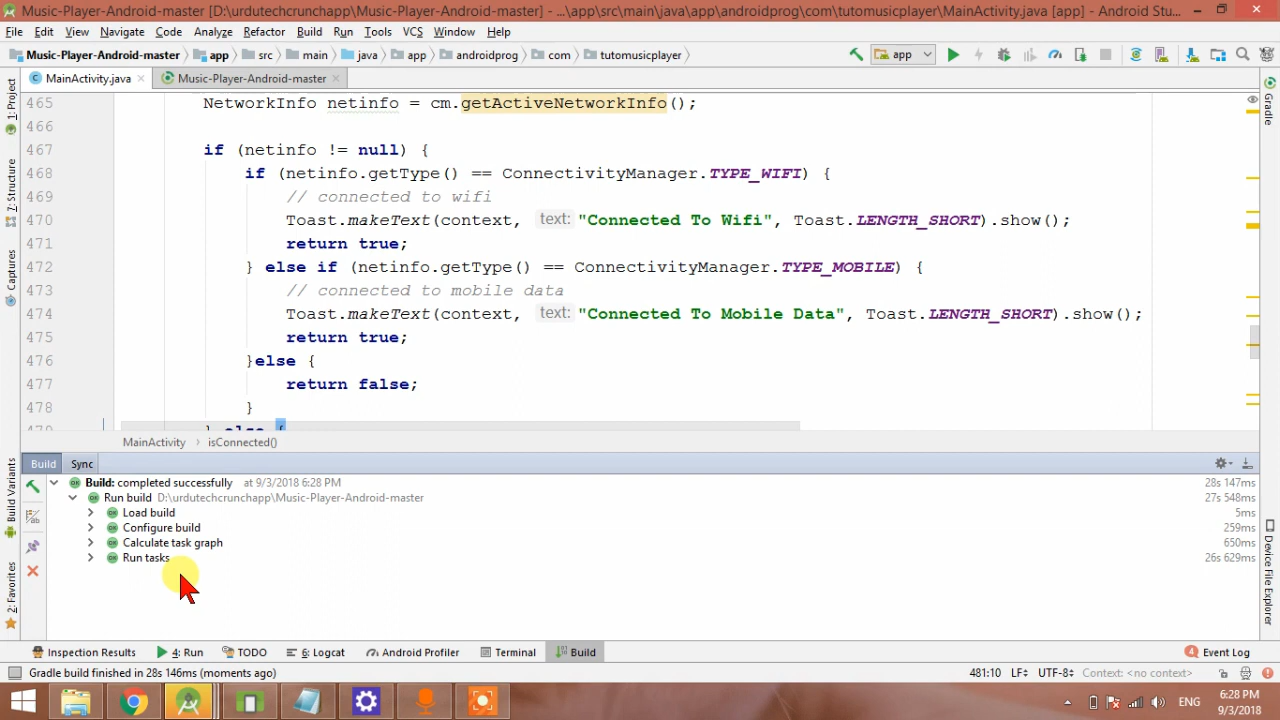 Music-Player-Android-master [D:\urdutechcrunchapp\Music-Player-Android-master] - ...\app\src\main\java\app\androidprog\com\tutomusicplayer\MainActivity.java [app] - Android Stu...
File Edit View Navigate Code Analyze Refactor Build Run Tools VCS Window Help
Music-Player-Android-master app src main java app androidprog com tutomusicplayer app
MainActivity.java Music-Player-Android-master
1: Project
7: Structure
Captures
Build Variants
2: Favorites
Gradle
Device File Explorer
465 NetworkInfo netinfo = cm.getActiveNetworkInfo();
466
467 if (netinfo != null) {
468 if (netinfo.getType() == ConnectivityManager.TYPE_WIFI) {
469 // connected to wifi
470 Toast.makeText(context, text: "Connected To Wifi", Toast.LENGTH_SHORT).show();
471 return true;
472 } else if (netinfo.getType() == ConnectivityManager.TYPE_MOBILE) {
473 // connected to mobile data
474 Toast.makeText(context, text: "Connected To Mobile Data", Toast.LENGTH_SHORT).show();
475 return true;
476 }else {
477 return false;
478 }
479 } else {
MainActivity › isConnected()
Build Sync
Build: completed successfully at 9/3/2018 6:28 PM 28s 147ms
Run build D:\urdutechcrunchapp\Music-Player-Android-master 27s 548ms
Load build 5ms
Configure build 259ms
Calculate task graph 650ms
Run tasks 26s 629ms
Inspection Results 4: Run TODO 6: Logcat Android Profiler Terminal Build 4 Event Log
Gradle build finished in 28s 146ms (moments ago) 481:10 LF÷ UTF-8÷ Context: <no context>
ENG
6:28 PM
9/3/2018